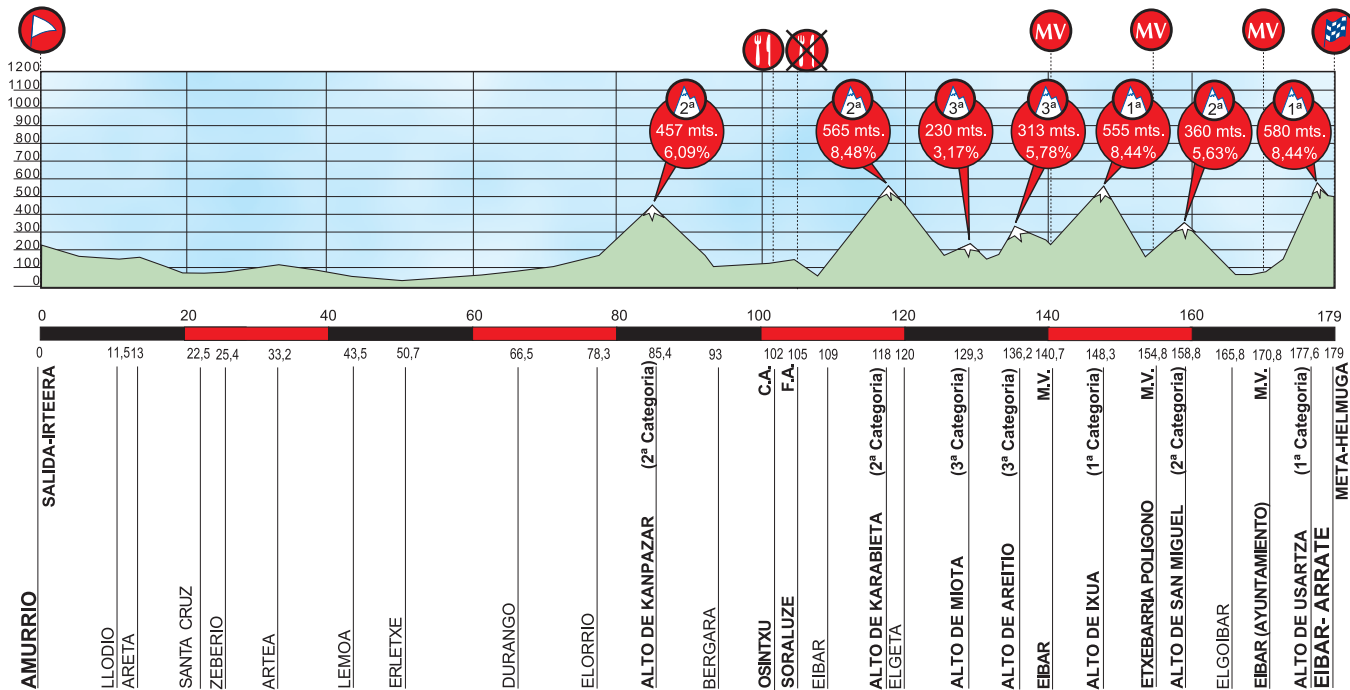 MV
MV
MV
1200
1100
1000
900
800
700
600
500
400
300
200
100
0
2ª
457 mts.
6,09%
2ª
565 mts.
8,48%
3ª
230 mts.
3,17%
3ª
313 mts.
5,78%
1ª
555 mts.
8,44%
2ª
360 mts.
5,63%
1ª
580 mts.
8,44%
0 20 40 60 80 100 120 140 160 179
0 11,5 13 22,5 25,4 33,2 43,5 50,7 66,5 78,3 85,4 93 102 105 109 118 120 129,3 136,2 140,7 148,3 154,8 158,8 165,8 170,8 177,6 179
AMURRIO SALIDA-IRTEERA
LLODIO
ARETA
SANTA CRUZ
ZEBERIO
ARTEA
LEMOA
ERLETXE
DURANGO
ELORRIO
ALTO DE KANPAZAR (2ª Categoria)
BERGARA
OSINTXU C.A.
SORALUZE F.A.
EIBAR
ALTO DE KARABIETA (2ª Categoria)
ELGETA
ALTO DE MIOTA (3ª Categoria)
ALTO DE AREITIO (3ª Categoria)
EIBAR M.V.
ALTO DE IXUA (1ª Categoria)
ETXEBARRIA POLIGONO M.V.
ALTO DE SAN MIGUEL (2ª Categoria)
ELGOIBAR
EIBAR (AYUNTAMIENTO) M.V.
ALTO DE USARTZA (1ª Categoria)
EIBAR- ARRATE META-HELMUGA